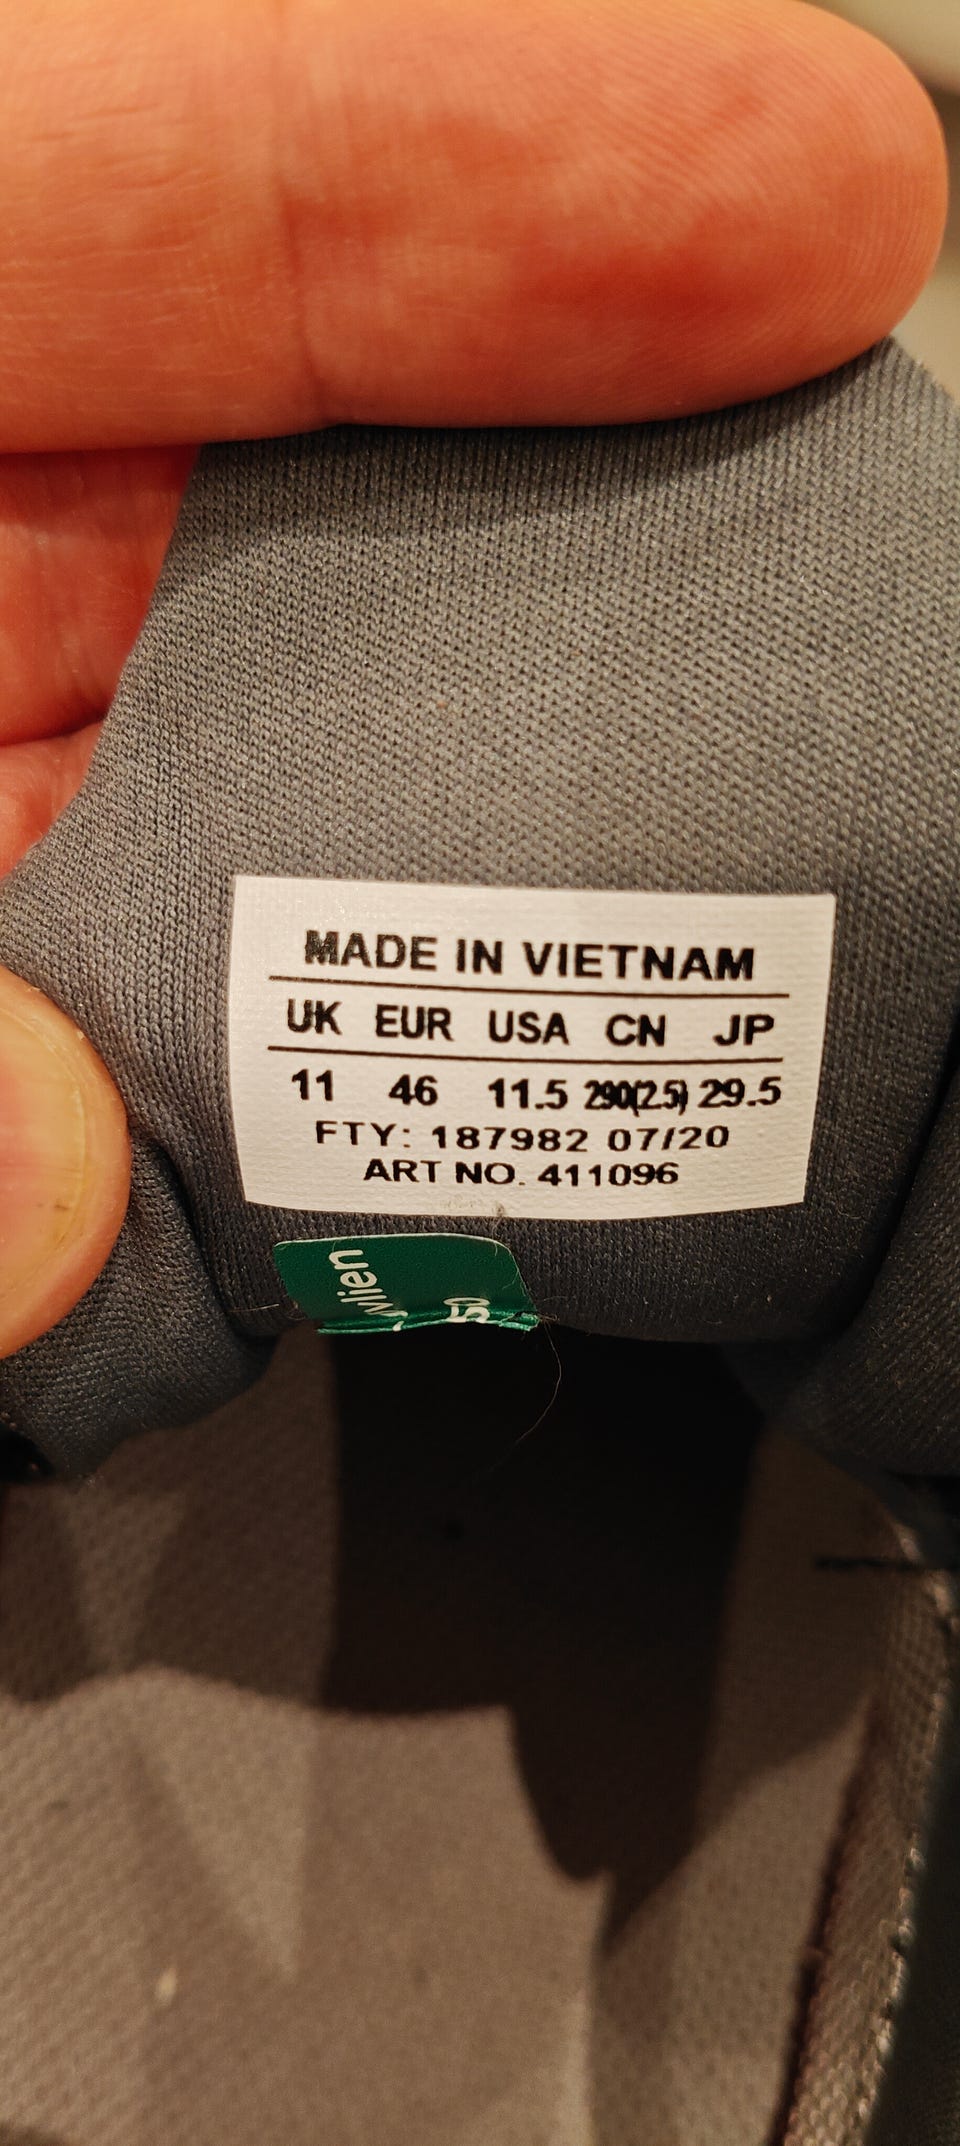 MADE IN VIETNAM
UK EUR USA CN JP
11 46 11.5 290(2.5) 29.5
FTY: 187982 07/20
ART NO. 411096
50